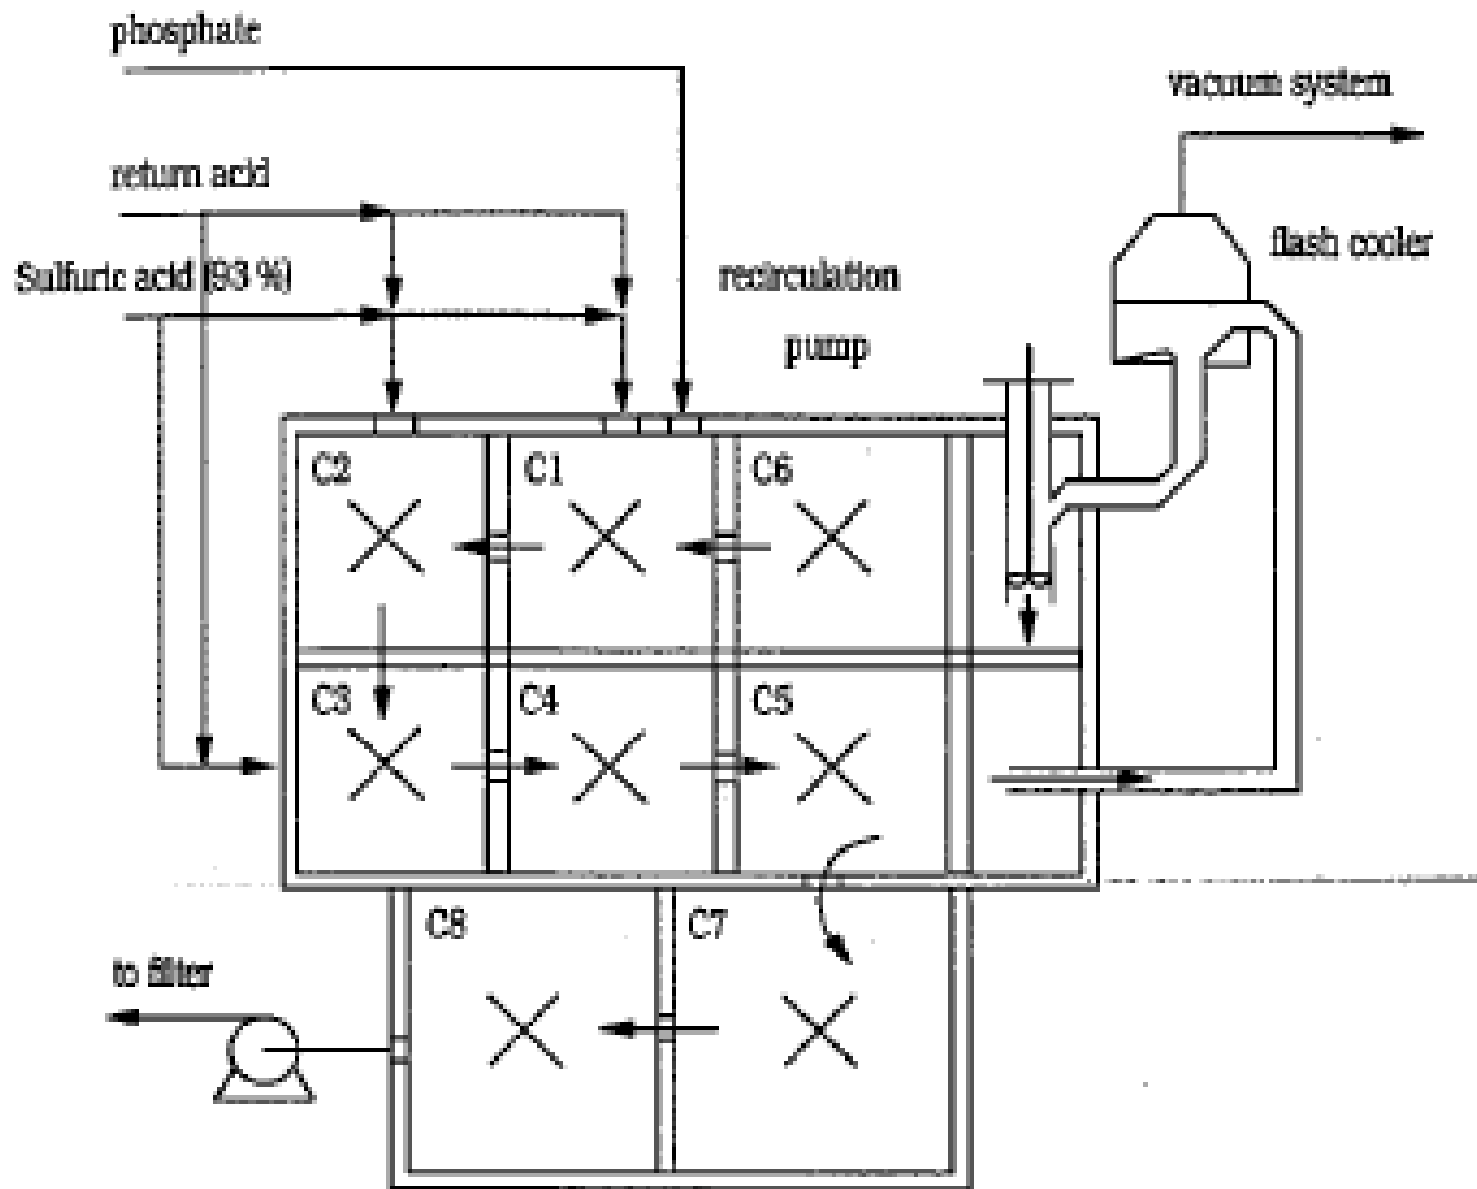 phosphate
vacuum system
return acid
flash cooler
Sulfuric acid (93 %)
recirculation
pump
C2
C1
C6
C3
C4
C5
C8
C7
to filter